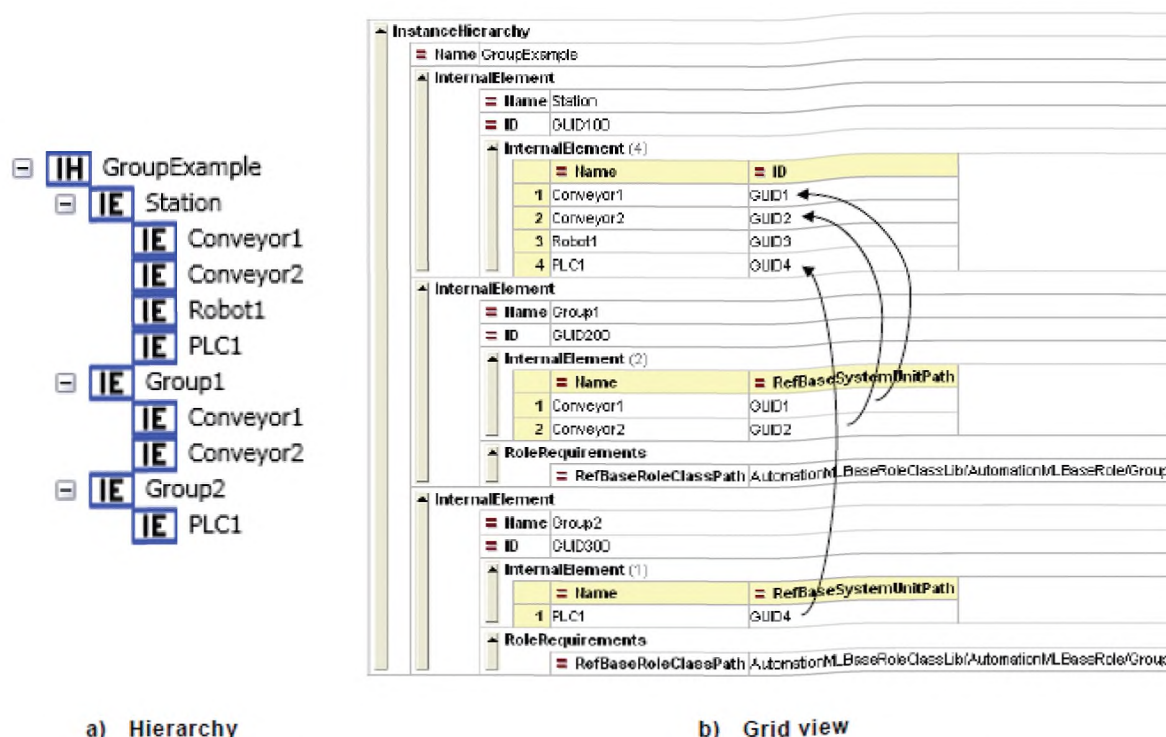 IH GroupExample
IE Station
IE Conveyor1
IE Conveyor2
IE Robot1
IE PLC1
IE Group1
IE Conveyor1
IE Conveyor2
IE Group2
IE PLC1
a) Hierarchy
InstanceHierarchy
= Name GroupExample
InternalElement
= Name Station
= ID GUID100
InternalElement (4)
= Name = ID
1 Conveyor1 GUID1
2 Conveyor2 GUID2
3 Robot1 GUID3
4 PLC1 GUID4
InternalElement
= Name Group1
= ID GUID200
InternalElement (2)
= Name = RefBaseSystemUnitPath
1 Conveyor1 GUID1
2 Conveyor2 GUID2
RoleRequirements
= RefBaseRoleClassPath AutomationMLBaseRoleClassLib/AutomationMLBaseRole/Group
InternalElement
= Name Group2
= ID GUID300
InternalElement (1)
= Name = RefBaseSystemUnitPath
1 PLC1 GUID4
RoleRequirements
= RefBaseRoleClassPath AutomationMLBaseRoleClassLib/AutomationMLBaseRole/Group
b) Grid view